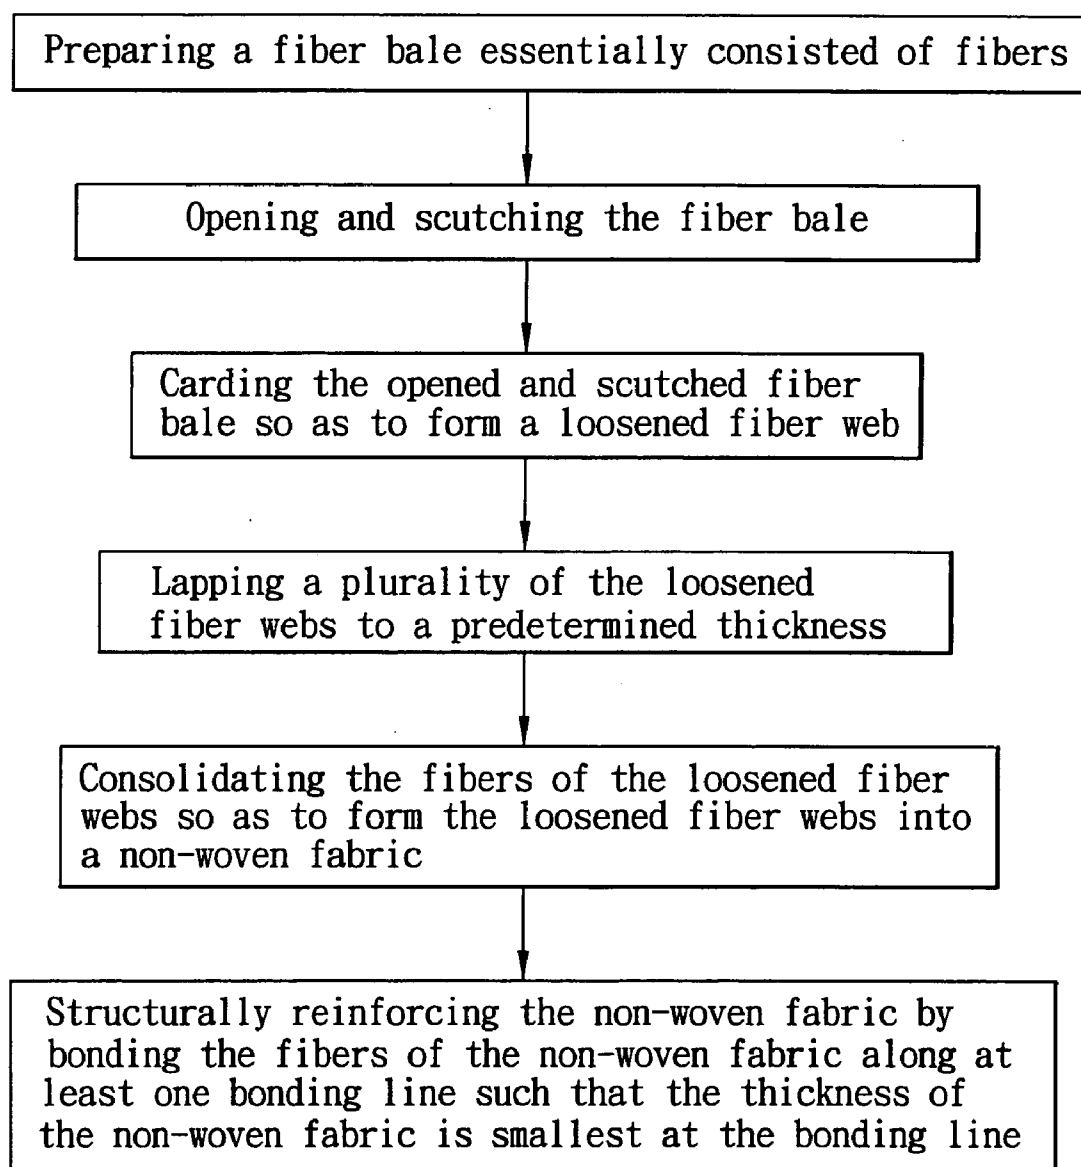 Preparing a fiber bale essentially consisted of fibers
Opening and scutching the fiber bale
Carding the opened and scutched fiber
bale so as to form a loosened fiber web
Lapping a plurality of the loosened
fiber webs to a predetermined thickness
Consolidating the fibers of the loosened fiber
webs so as to form the loosened fiber webs into
a non-woven fabric
Structurally reinforcing the non-woven fabric by
bonding the fibers of the non-woven fabric along at
least one bonding line such that the thickness of
the non-woven fabric is smallest at the bonding line